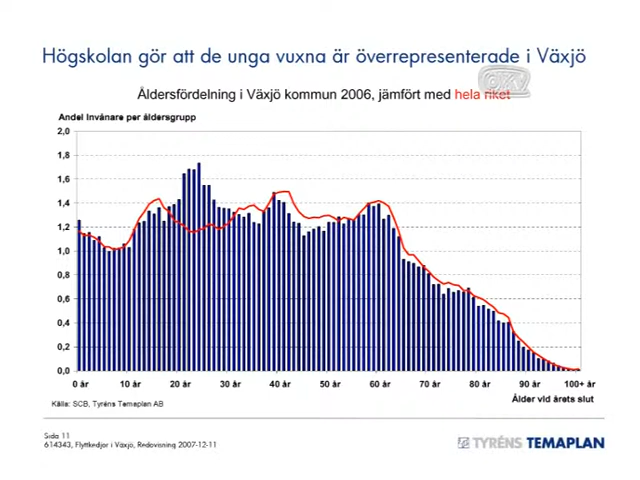 Högskolan gör att de unga vuxna är överrepresenterade i Växjö
Åldersfördelning i Växjö kommun 2006, jämfört med hela riket
Andel Invånare per åldersgrupp
2,0
1,8
1,6
1,4
1,2
1,0
0,8
0,6
0,4
0,2
0,0
0 år 10 år 20 år 30 år 40 år 50 år 60 år 70 år 80 år 90 år 100+ år
Ålder vid årets slut
Källa: SCB, Tyréns Temaplan AB
Sida 11
614343, Flyttkedjor i Växjö, Redovisning 2007-12-11
TYRÉNS TEMAPLAN